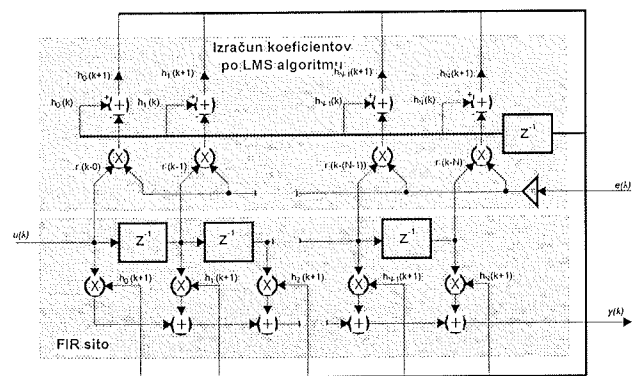 Izračun koeficientov
po LMS algoritmu
h₀(k+1) h₁(k+1) hN-1(k+1) hN(k+1)
h₀(k) h₁(k) hN-1(k) hN(k)
z⁻¹
r·(k-0) r·(k-1) r·(k-(N-1)) r·(k-N)
e(k)
u(k)
z⁻¹ z⁻¹ z⁻¹
h₀(k+1) h₁(k+1) h₂(k+1) hN-1(k+1) hN(k+1)
y(k)
FIR sito